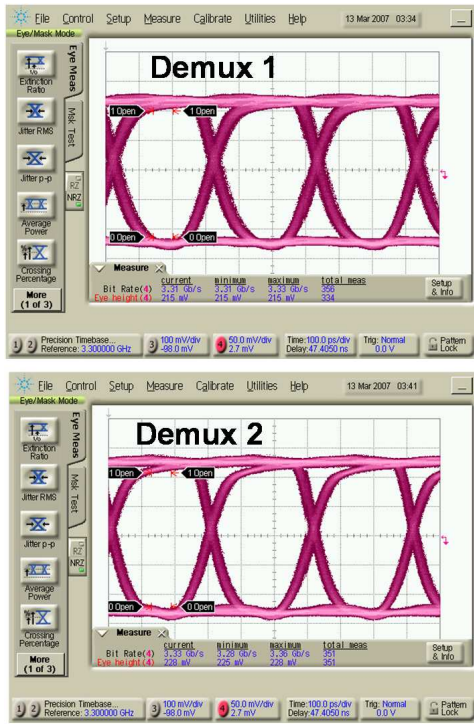 File Control Setup Measure Calibrate Utilities Help 13 Mar 2007 03:34
Eye/Mask Mode
Demux 1
Eye Meas
Msk Test
Extinction
Ratio
Jitter RMS
Jitter p-p
RZ
NRZ
Average
Power
Crossing
Percentage
More
(1 of 3)
1 Open 1 Open
0 Open 0 Open
Measure
current minimum maximum total meas
Bit Rate(4) 3.31 Gb/s 3.31 Gb/s 3.33 Gb/s 356
Eye height(4) 215 mV 215 mV 215 mV 334
Setup
& Info
1 2 Precision Timebase... 3 100 mV/div 4 50.0 mV/div Time:100.0 ps/div Trig: Normal Pattern
Reference: 3.300000 GHz -98.0 mV 2.7 mV Delay:47.4050 ns 0.0 V Lock
File Control Setup Measure Calibrate Utilities Help 13 Mar 2007 03:41
Eye/Mask Mode
Demux 2
Eye Meas
Msk Test
Extinction
Ratio
Jitter RMS
Jitter p-p
RZ
NRZ
Average
Power
Crossing
Percentage
More
(1 of 3)
1 Open 1 Open
0 Open 0 Open
Measure
current minimum maximum total meas
Bit Rate(4) 3.33 Gb/s 3.28 Gb/s 3.36 Gb/s 351
Eye height(4) 228 mV 225 mV 228 mV 351
Setup
& Info
1 2 Precision Timebase... 3 100 mV/div 4 50.0 mV/div Time:100.0 ps/div Trig: Normal Pattern
Reference: 3.300000 GHz -98.0 mV 2.7 mV Delay:47.4050 ns 0.0 V Lock